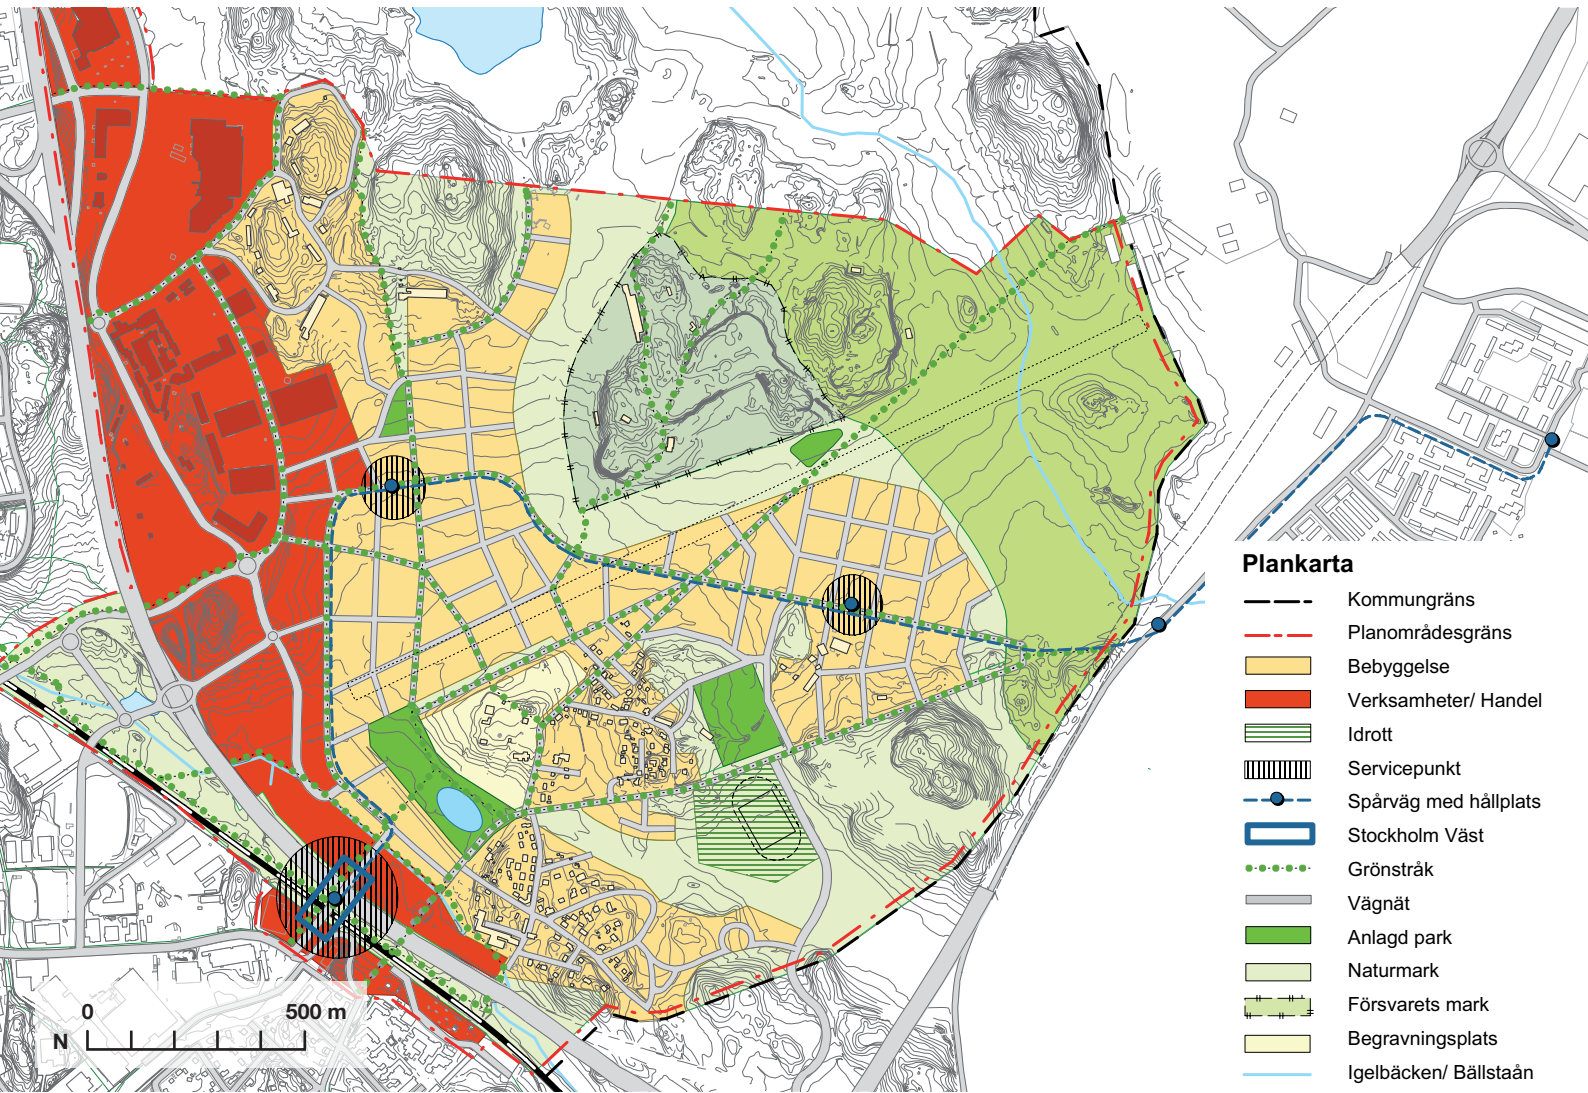 Plankarta
Kommungräns
Planområdesgräns
Bebyggelse
Verksamheter/ Handel
Idrott
Servicepunkt
Spårväg med hållplats
Stockholm Väst
Grönstråk
Vägnät
Anlagd park
Naturmark
Försvarets mark
Begravningsplats
Igelbäcken/ Bällstaån
0 500 m
N